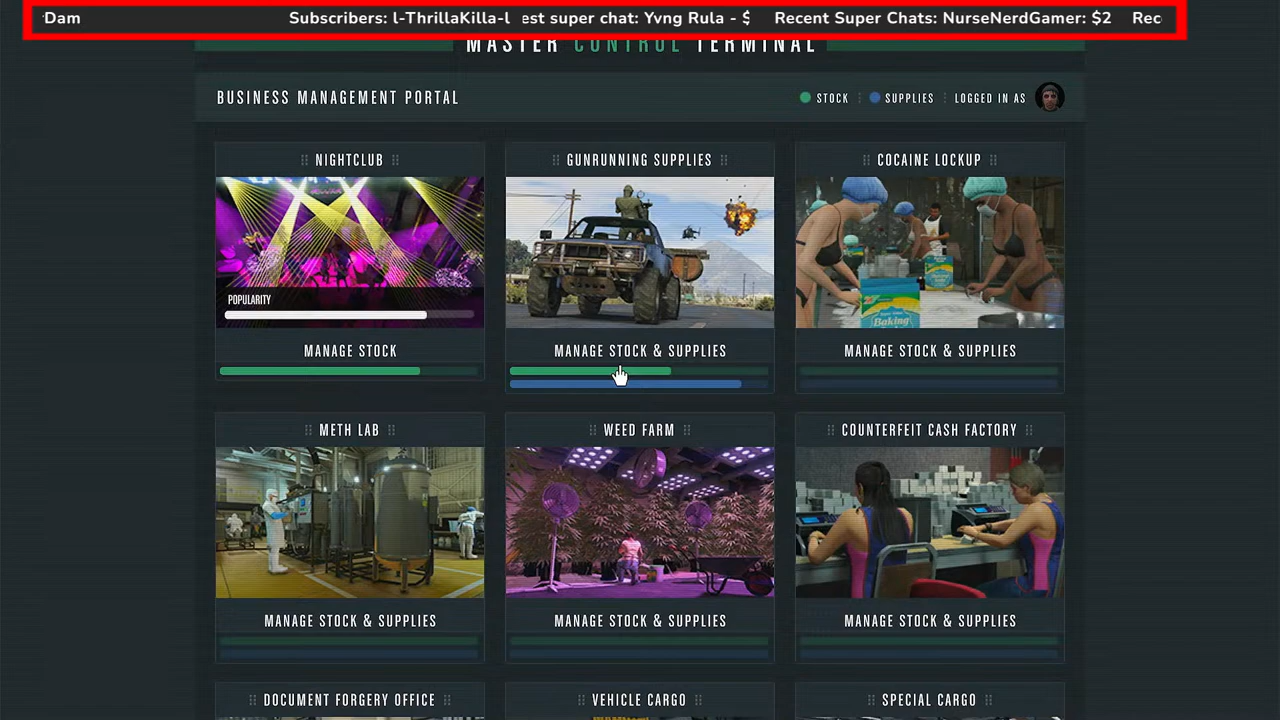 Dam Subscribers: l-ThrillaKilla-l est super chat: Yvng Rula - $ Recent Super Chats: NurseNerdGamer: $2 Rec
MASTER CONTROL TERMINAL
BUSINESS MANAGEMENT PORTAL
STOCK SUPPLIES LOGGED IN AS
NIGHTCLUB
GUNRUNNING SUPPLIES
COCAINE LOCKUP
POPULARITY
Baking
MANAGE STOCK
MANAGE STOCK & SUPPLIES
MANAGE STOCK & SUPPLIES
METH LAB
WEED FARM
COUNTERFEIT CASH FACTORY
MANAGE STOCK & SUPPLIES
MANAGE STOCK & SUPPLIES
MANAGE STOCK & SUPPLIES
DOCUMENT FORGERY OFFICE
VEHICLE CARGO
SPECIAL CARGO